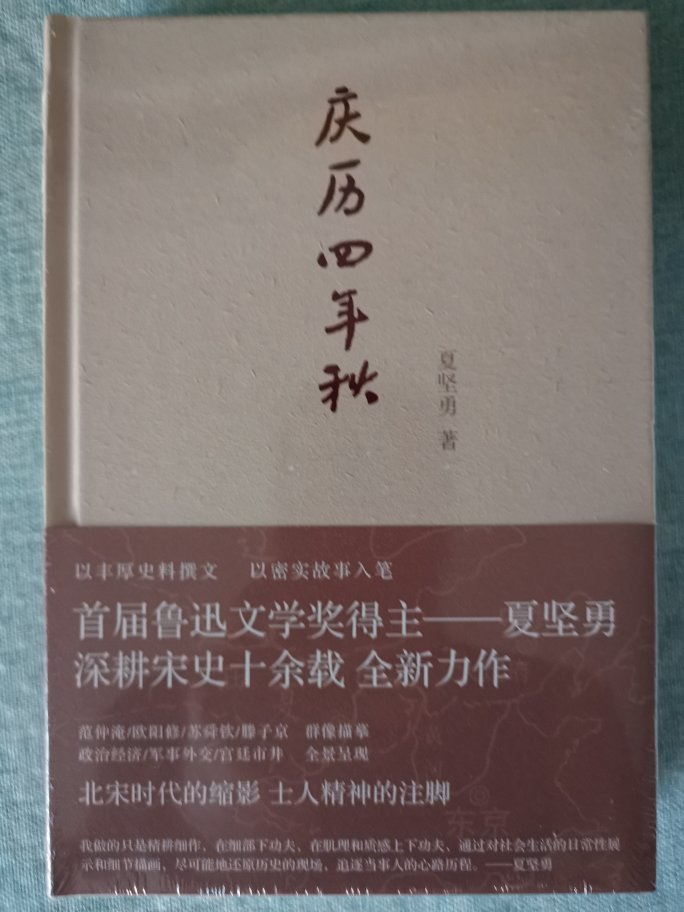 庆历四年秋
夏坚勇 著
以丰厚史料撰文 以密实故事入笔
首届鲁迅文学奖得主——夏坚勇
深耕宋史十余载 全新力作
范仲淹/欧阳修/苏舜钦/滕子京 群像描摹
政治经济/军事外交/宫廷市井 全景呈现
北宋时代的缩影 士人精神的注脚
东京
我做的只是精耕细作,在细部下功夫,在肌理和质感上下功夫,通过对社会生活的日常性展
示和细节描画,尽可能地还原历史的现场,追逐当事人的心路历程。——夏坚勇